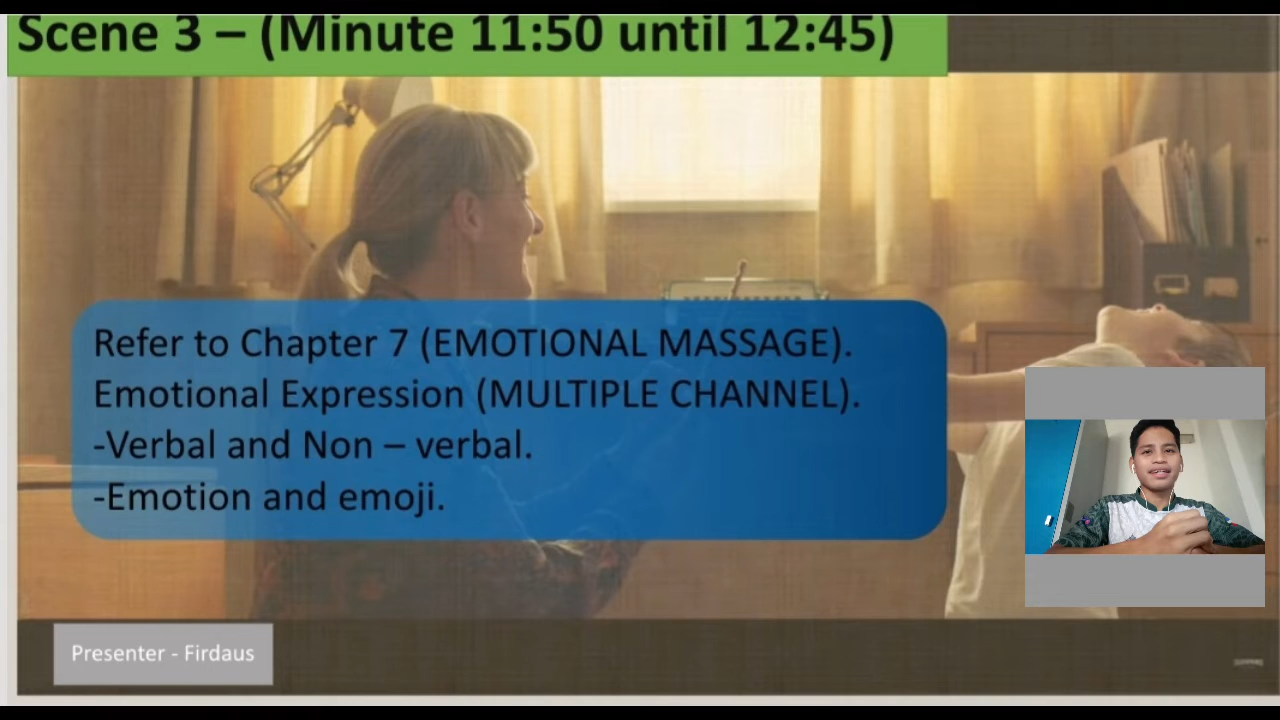 Scene 3 – (Minute 11:50 until 12:45)
Refer to Chapter 7 (EMOTIONAL MASSAGE).
Emotional Expression (MULTIPLE CHANNEL).
-Verbal and Non – verbal.
-Emotion and emoji.
Presenter - Firdaus